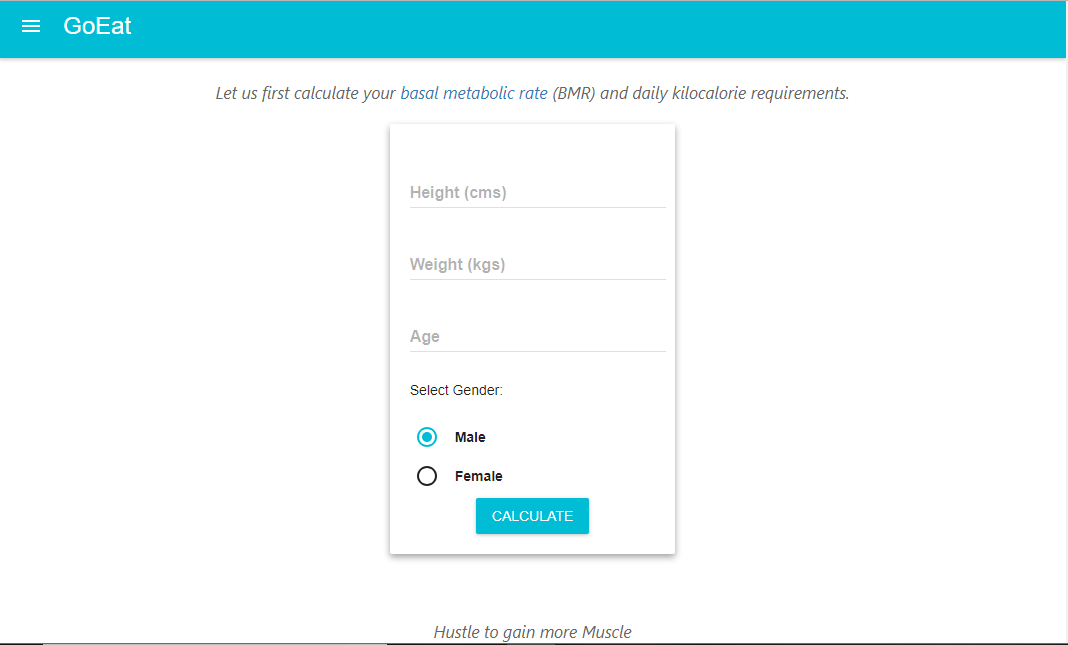 GoEat
Let us first calculate your basal metabolic rate (BMR) and daily kilocalorie requirements.
Height (cms)
Weight (kgs)
Age
Select Gender:
Male
Female
CALCULATE
Hustle to gain more Muscle